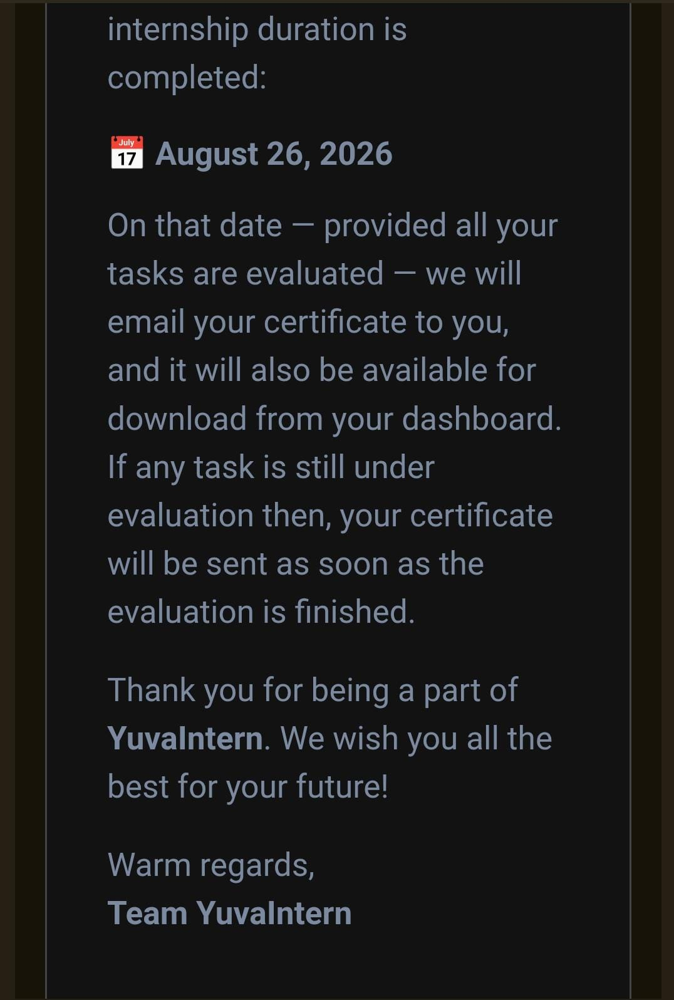 internship duration is
completed:
July
17
August 26, 2026
On that date — provided all your
tasks are evaluated — we will
email your certificate to you,
and it will also be available for
download from your dashboard.
If any task is still under
evaluation then, your certificate
will be sent as soon as the
evaluation is finished.
Thank you for being a part of
YuvaIntern. We wish you all the
best for your future!
Warm regards,
Team YuvaIntern